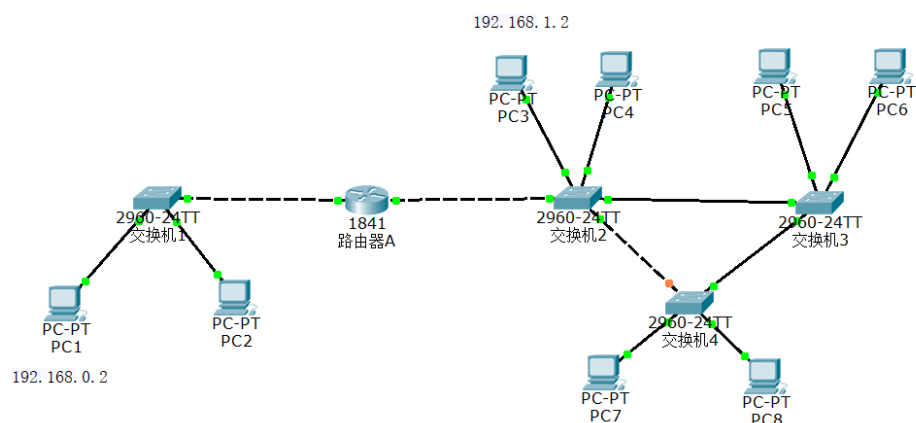 192.168.1.2
PC-PT
PC3
PC-PT
PC4
PC-PT
PC5
PC-PT
PC6
2960-24TT
交换机1
1841
路由器A
2960-24TT
交换机2
2960-24TT
交换机3
PC-PT
PC1
PC-PT
PC2
2960-24TT
交换机4
192.168.0.2
PC-PT
PC7
PC-PT
PC8